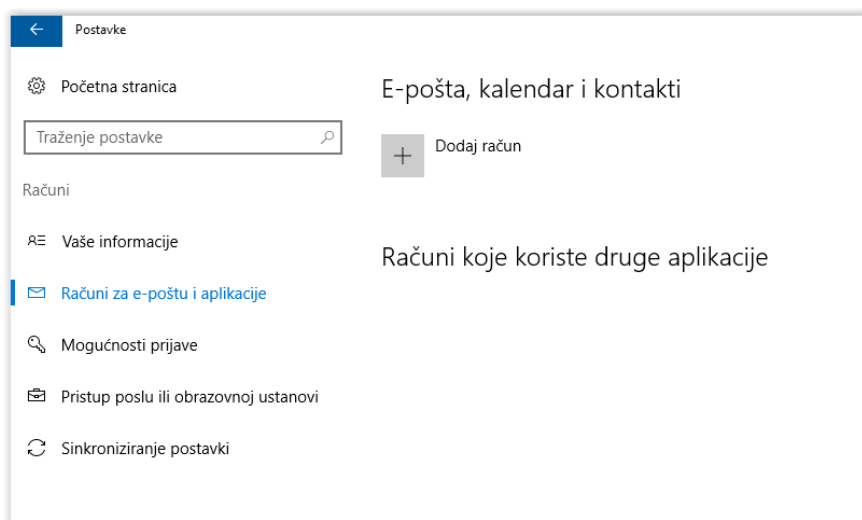 Postavke
Početna stranica
Traženje postavke
Računi
Vaše informacije
Računi za e-poštu i aplikacije
Mogućnosti prijave
Pristup poslu ili obrazovnoj ustanovi
Sinkroniziranje postavki
E-pošta, kalendar i kontakti
Dodaj račun
Računi koje koriste druge aplikacije